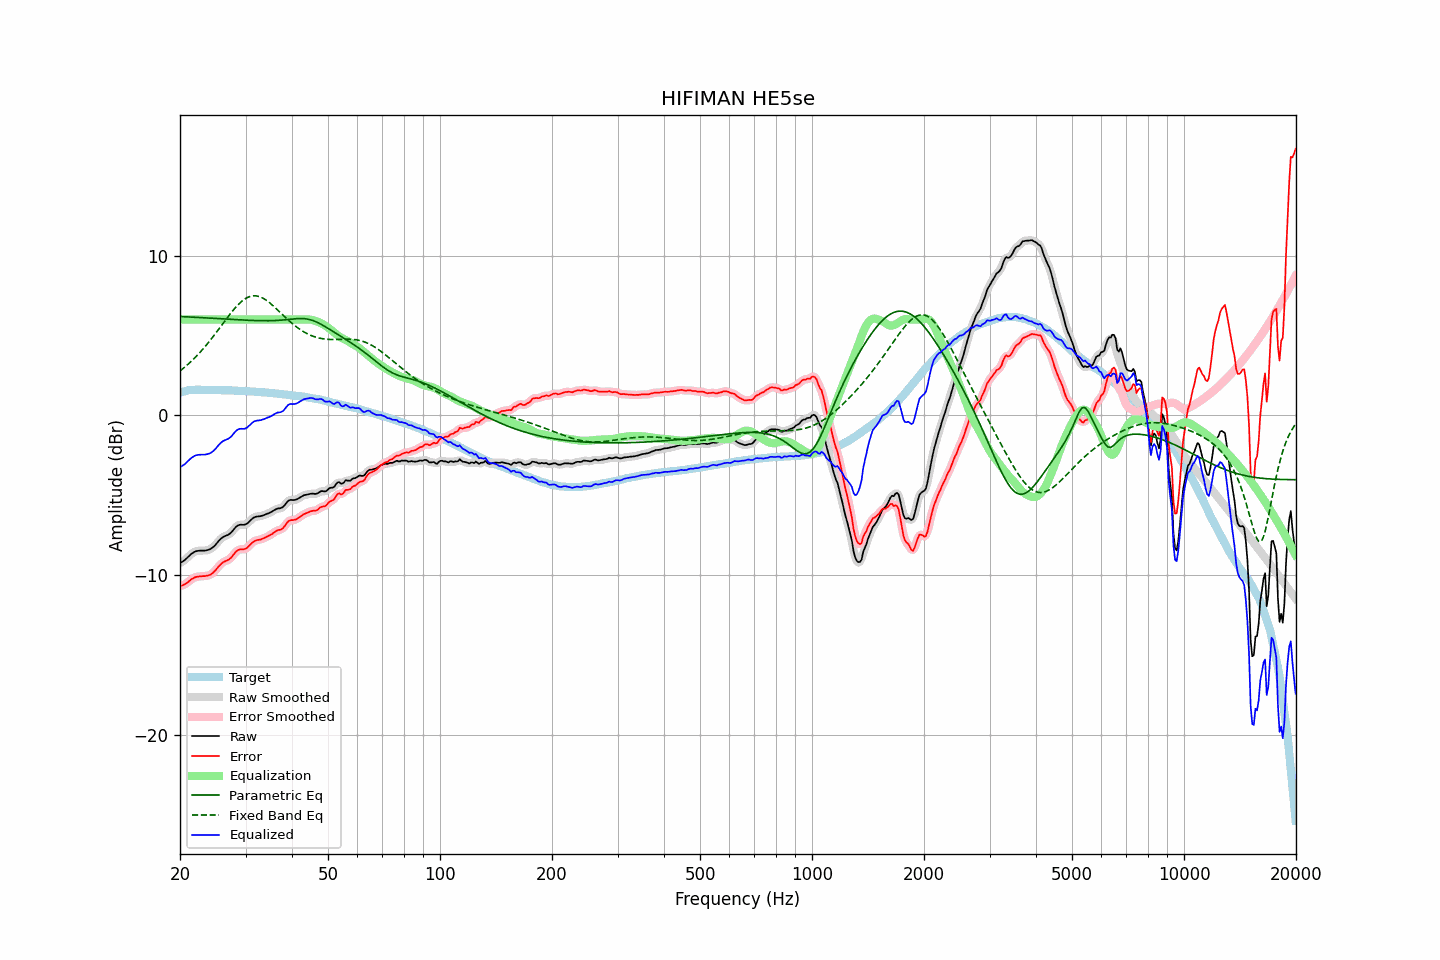 HIFIMAN HE5se
Amplitude (dBr)
10
0
−10
−20
Target
Raw Smoothed
Error Smoothed
Raw
Error
Equalization
Parametric Eq
Fixed Band Eq
Equalized
20 50 100 200 500 1000 2000 5000 10000 20000
Frequency (Hz)